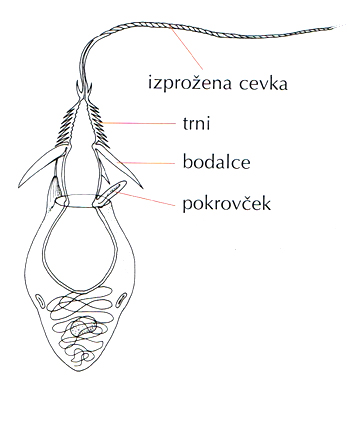 izprožena cevka
trni
bodalce
pokrovček